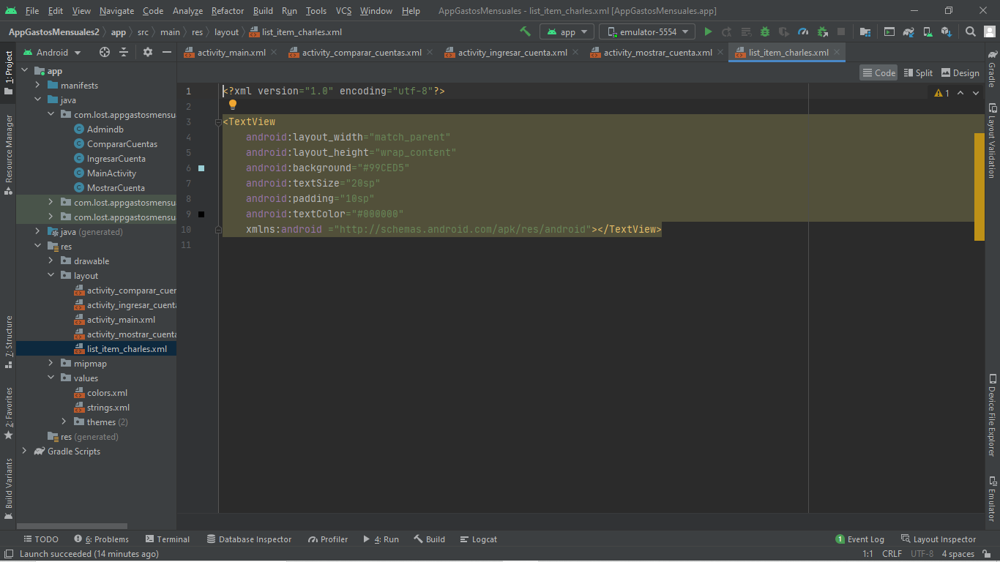 File Edit View Navigate Code Analyze Refactor Build Run Tools VCS Window Help AppGastosMensuales - list_item_charles.xml [AppGastosMensuales.app]
AppGastosMensuales2 app src main res layout list_item_charles.xml app emulator-5554
Android activity_main.xml activity_comparar_cuentas.xml activity_ingresar_cuenta.xml activity_mostrar_cuenta.xml list_item_charles.xml
Code Split Design
1: Project
Resource Manager
7: Structure
2: Favorites
Build Variants
app
manifests
java
com.lost.appgastosmensua
Admindb
CompararCuentas
IngresarCuenta
MainActivity
MostrarCuenta
com.lost.appgastosmensua
com.lost.appgastosmensua
java (generated)
res
drawable
layout
activity_comparar_cuen
activity_ingresar_cuenta
activity_main.xml
activity_mostrar_cuenta
list_item_charles.xml
mipmap
values
colors.xml
strings.xml
themes (2)
res (generated)
Gradle Scripts
1 <?xml version="1.0" encoding="utf-8"?>
2
3 <TextView
4 android:layout_width="match_parent"
5 android:layout_height="wrap_content"
6 android:background="#99CED5"
7 android:textSize="20sp"
8 android:padding="10sp"
9 android:textColor="#000000"
10 xmlns:android ="http://schemas.android.com/apk/res/android"></TextView>
11
1
Gradle
Layout Validation
Device File Explorer
Emulator
TODO 6: Problems Terminal Database Inspector Profiler 4: Run Build Logcat 1 Event Log Layout Inspector
Launch succeeded (14 minutes ago) 1:1 CRLF UTF-8 4 spaces